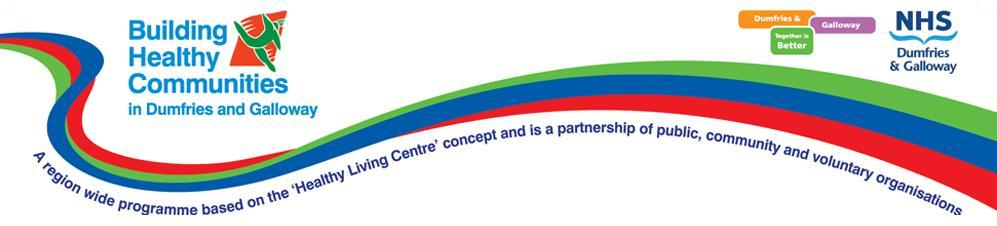 Building
Healthy
Communities
in Dumfries and Galloway
Dumfries &
Galloway
Together is
Better
NHS
Dumfries
& Galloway
A region wide programme based on the 'Healthy Living Centre' concept and is a partnership of public, community and voluntary organisations